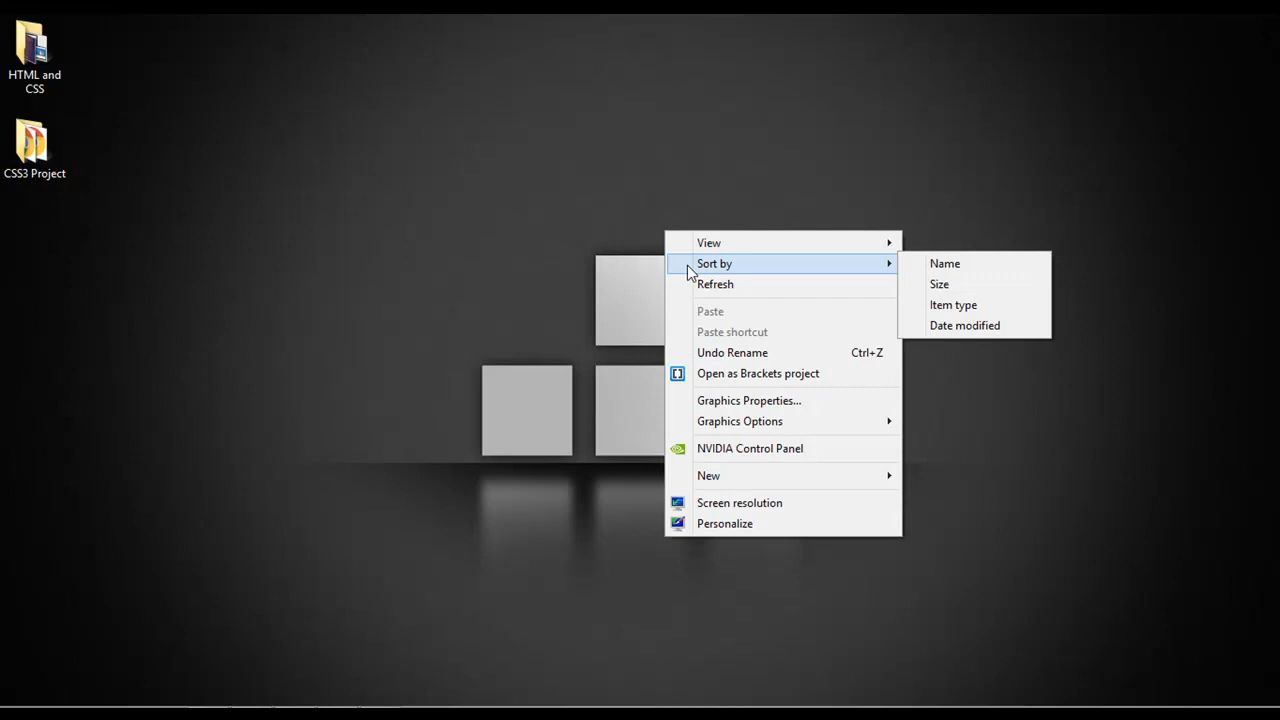 HTML and
CSS
CSS3 Project
View
Sort by
Refresh
Paste
Paste shortcut
Undo Rename Ctrl+Z
Open as Brackets project
Graphics Properties...
Graphics Options
NVIDIA Control Panel
New
Screen resolution
Personalize
Name
Size
Item type
Date modified